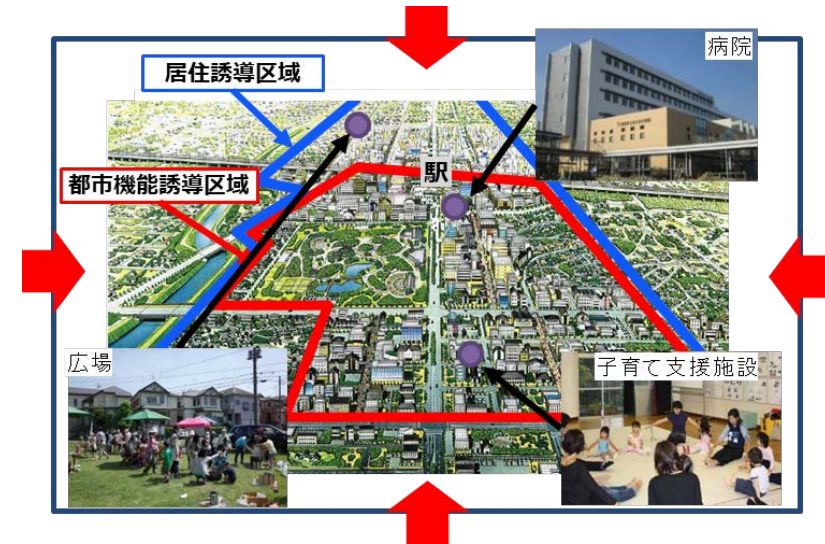 居住誘導区域
病院
駅
都市機能誘導区域
広場
子育て支援施設